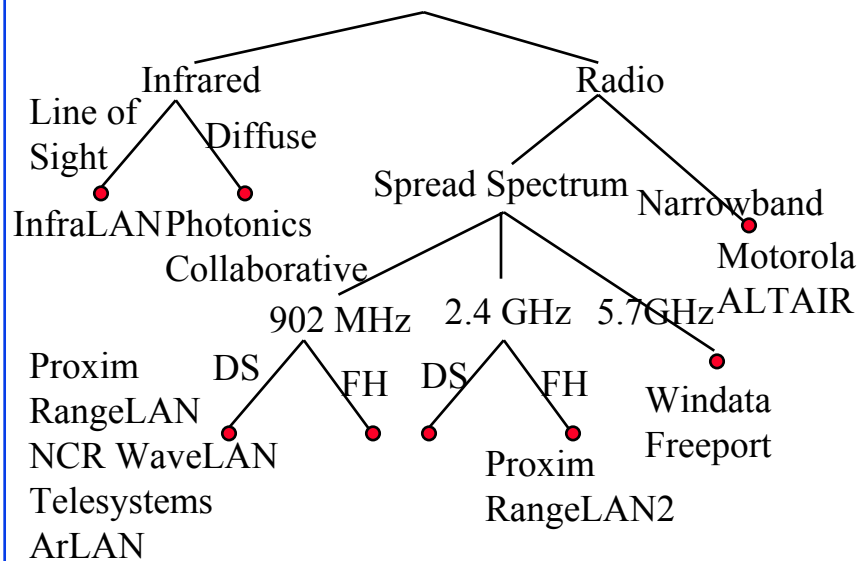 Infrared
Radio
Line of
Sight
Diffuse
Spread Spectrum
Narrowband
InfraLAN
Photonics
Collaborative
Motorola
ALTAIR
902 MHz
2.4 GHz
5.7GHz
DS
FH
DS
FH
Proxim
RangeLAN
NCR WaveLAN
Telesystems
ArLAN
Proxim
RangeLAN2
Windata
Freeport